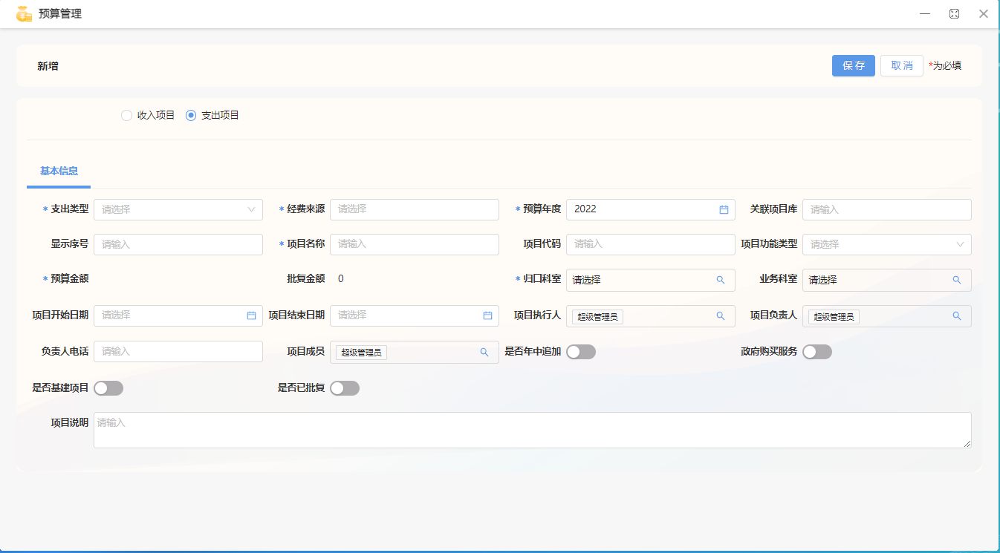 预算管理
新增 保存 取消 *为必填
收入项目 支出项目
基本信息
* 支出类型 请选择 * 经费来源 请选择 * 预算年度 2022 关联项目库 请输入
显示序号 请输入 * 项目名称 请输入 项目代码 请输入 项目功能类型 请选择
* 预算金额 批复金额 0 * 归口科室 请选择 业务科室 请选择
项目开始日期 请选择 项目结束日期 请选择 项目执行人 超级管理员 项目负责人 超级管理员
负责人电话 请输入 项目成员 超级管理员 是否年中追加 政府购买服务
是否基建项目 是否已批复
项目说明 请输入